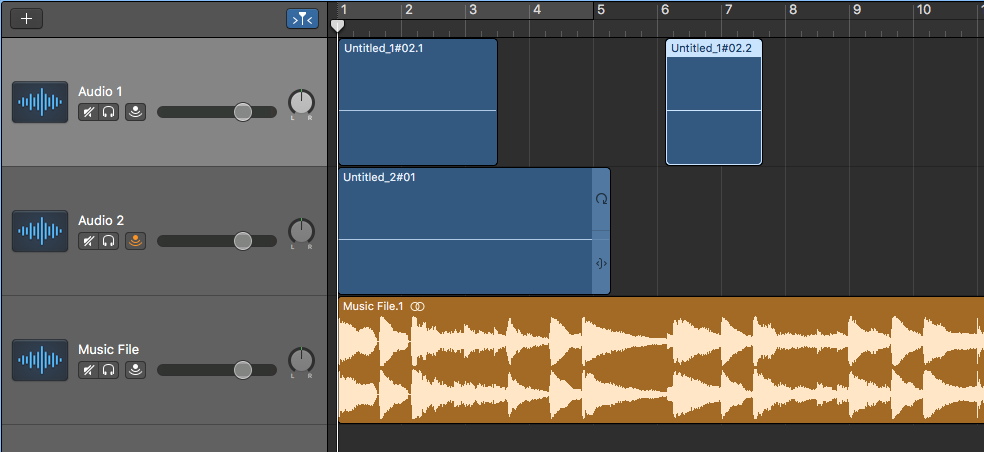 1 2 3 4 5 6 7 8 9 10
Audio 1
L R
Untitled_1#02.1
Untitled_1#02.2
Audio 2
L R
Untitled_2#01
Music File
L R
Music File.1